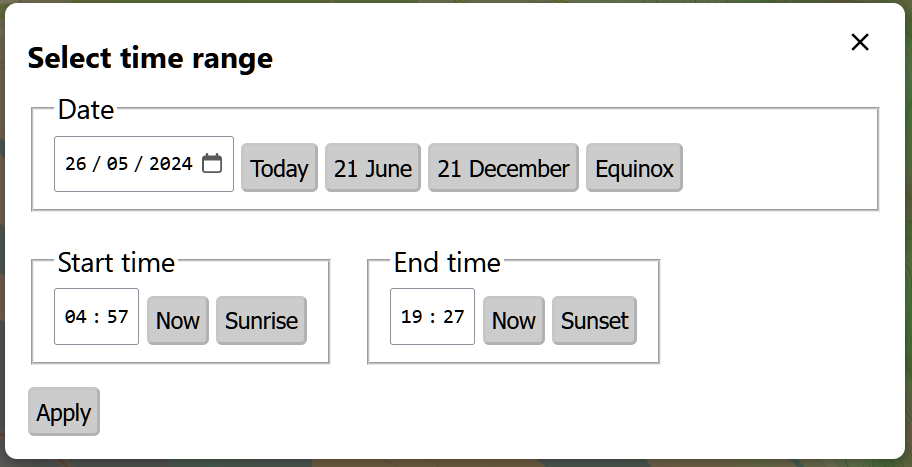 Select time range
Date
26/05/2024 Today 21 June 21 December Equinox
Start time End time
04:57 Now Sunrise 19:27 Now Sunset
Apply